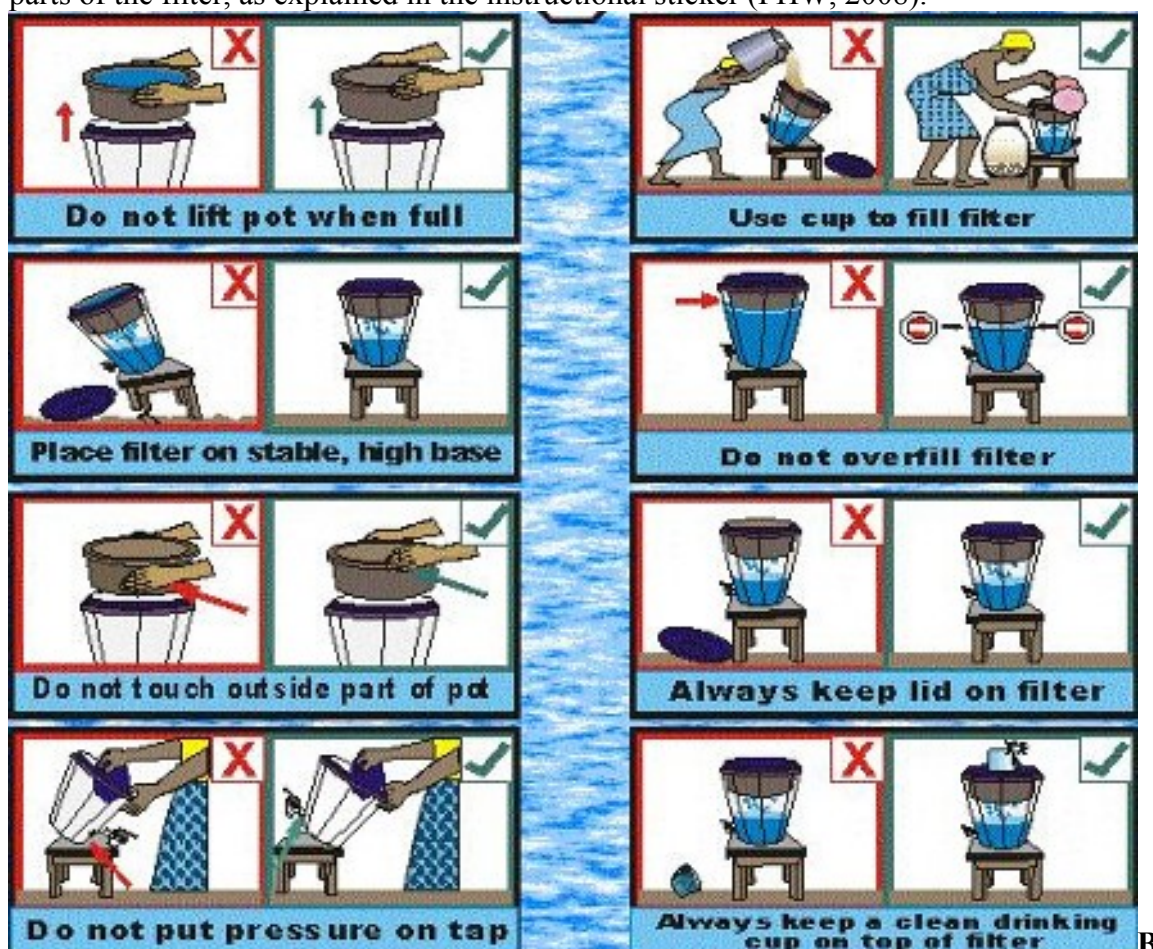 parts of the filter, as explained in the instructional sticker (PHW, 2008).
Do not lift pot when full
Use cup to fill filter
Place filter on stable, high base
Do not overfill filter
Do not touch outside part of pot
Always keep lid on filter
Do not put pressure on tap
Always keep a clean drinking
cup on top of filter